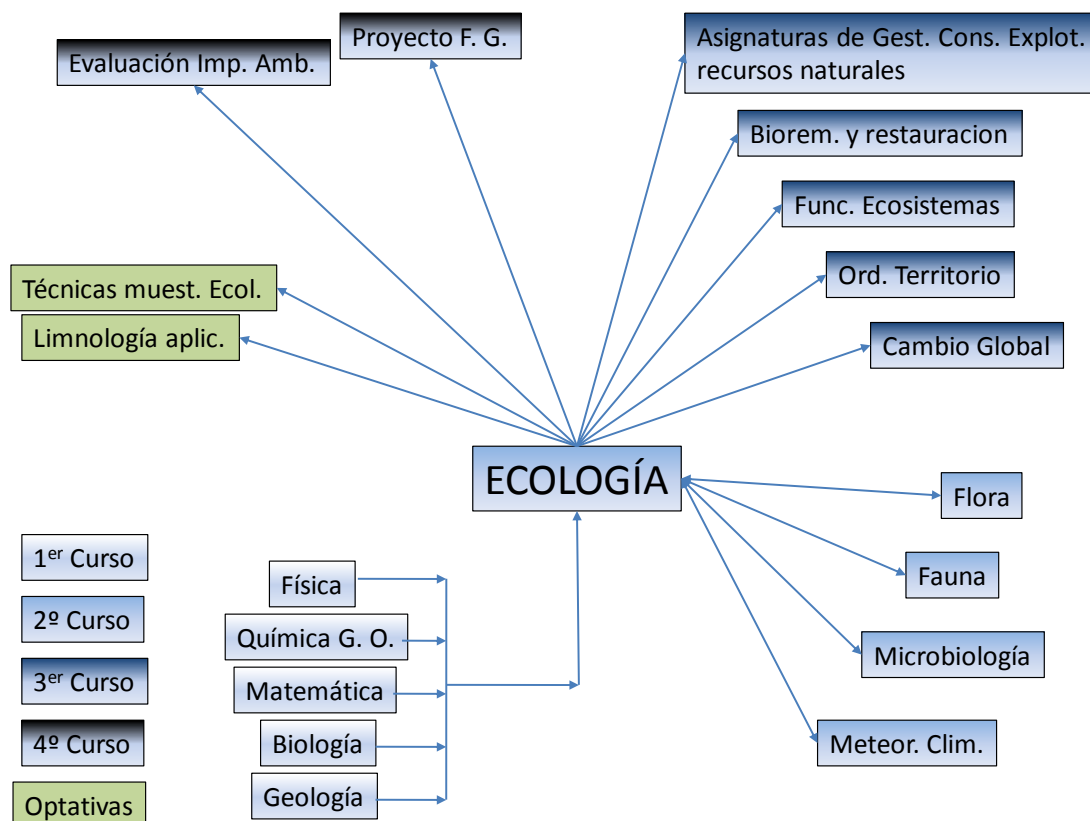 Proyecto F. G.
Evaluación Imp. Amb.
Asignaturas de Gest. Cons. Explot.
recursos naturales
Biorem. y restauracion
Func. Ecosistemas
Ord. Territorio
Cambio Global
Técnicas muest. Ecol.
Limnología aplic.
ECOLOGÍA
Flora
Fauna
Microbiología
Meteor. Clim.
Física
Química G. O.
Matemática
Biología
Geología
1er Curso
2º Curso
3er Curso
4º Curso
Optativas